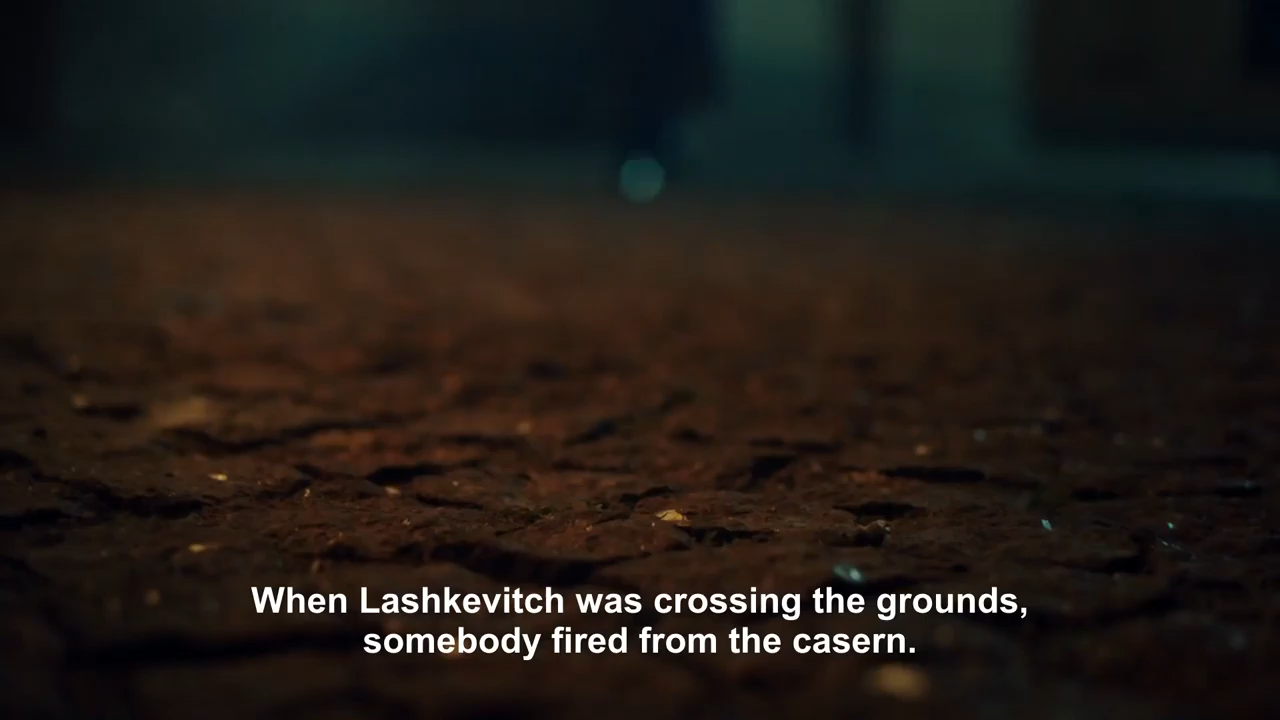 When Lashkevitch was crossing the grounds,
somebody fired from the casern.